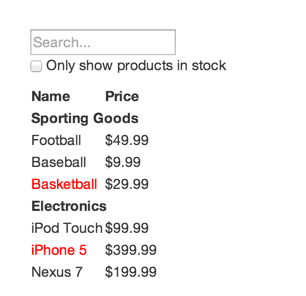 Search...
Only show products in stock
Name Price
Sporting Goods
Football $49.99
Baseball $9.99
Basketball $29.99
Electronics
iPod Touch $99.99
iPhone 5 $399.99
Nexus 7 $199.99